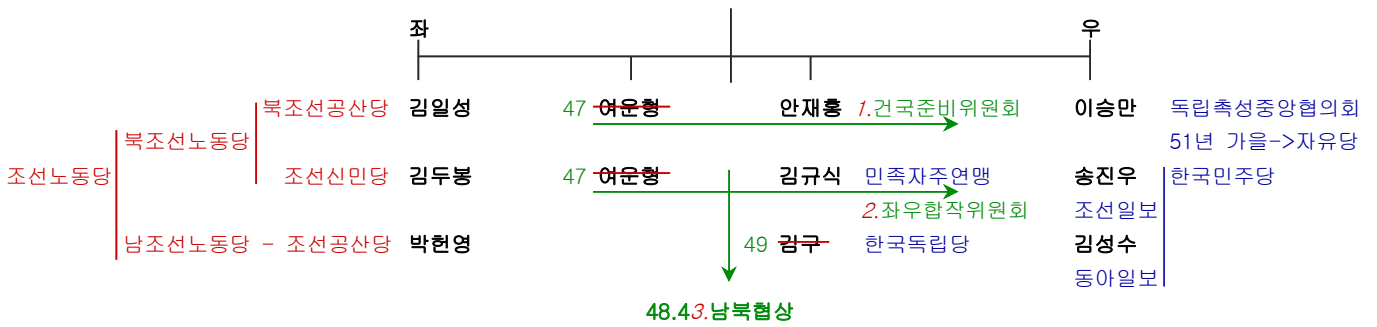 좌 우
북조선공산당 김일성 47 여운형 안재홍 1.건국준비위원회 이승만 독립촉성중앙협의회
북조선노동당 51년 가을->자유당
조선노동당 조선신민당 김두봉 47 여운형 김규식 민족자주연맹 송진우 한국민주당
2.좌우합작위원회 조선일보
남조선노동당 - 조선공산당 박헌영 49 김구 한국독립당 김성수
동아일보
48.43.남북협상